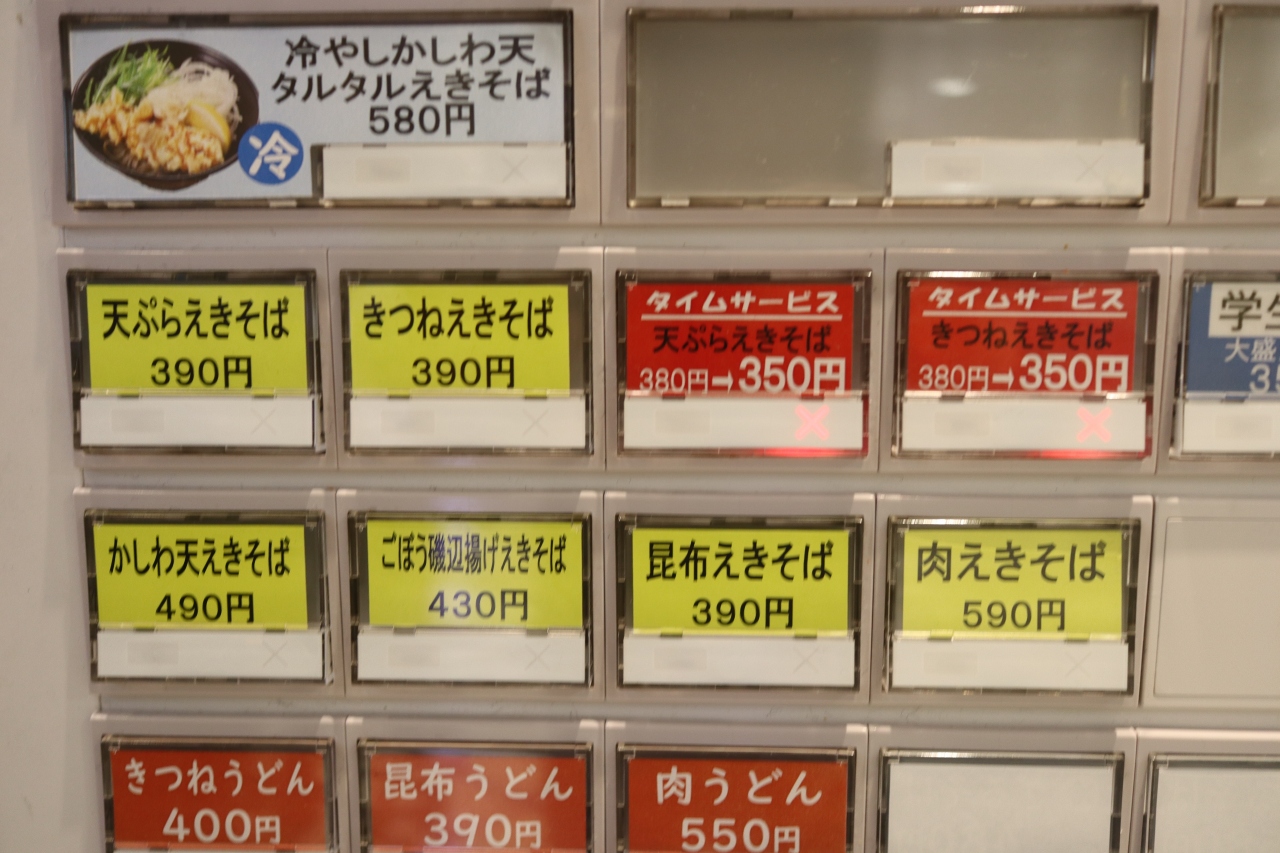 冷やしかしわ天
タルタルえきそば
580円
冷
天ぷらえきそば
390円
きつねえきそば
390円
タイムサービス
天ぷらえきそば
380円➡350円
タイムサービス
きつねえきそば
380円➡350円
大盛
かしわ天えきそば
490円
ごぼう磯辺揚げえきそば
430円
昆布えきそば
390円
肉えきそば
590円
きつねうどん
400円
昆布うどん
390円
肉うどん
550円